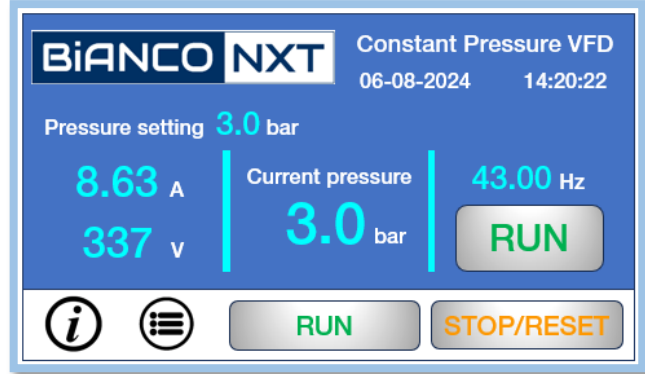 BiANCO NXT
Constant Pressure VFD
06-08-2024 14:20:22
Pressure setting 3.0 bar
8.63 A
337 V
Current pressure
3.0 bar
43.00 Hz
RUN
i
RUN
STOP/RESET